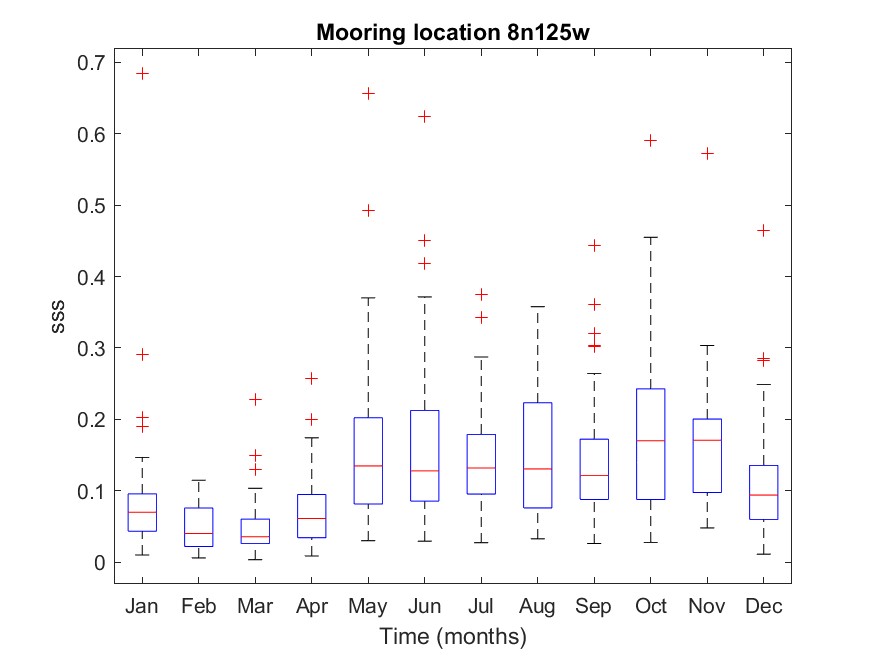 Mooring location 8n125w
0.7
0.6
0.5
0.4
0.3
0.2
0.1
0
sss
Jan Feb Mar Apr May Jun Jul Aug Sep Oct Nov Dec
Time (months)